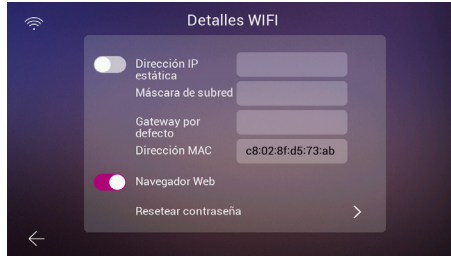 Detalles WIFI
Dirección IP
estática
Máscara de subred
Gateway por
defecto
Dirección MAC c8:02:8f:d5:73:ab
Navegador Web
Resetear contraseña